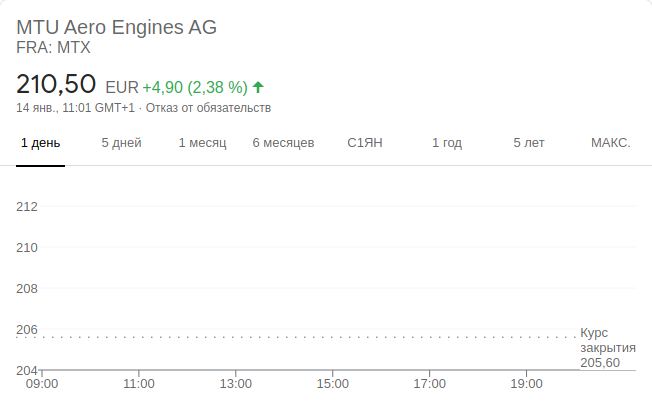 MTU Aero Engines AG
FRA: MTX
210,50 EUR +4,90 (2,38 %)
14 янв., 11:01 GMT+1 · Отказ от обязательств
1 день 5 дней 1 месяц 6 месяцев С1ЯН 1 год 5 лет МАКС.
212
210
208
206
Курс
закрытия
205,60
204
09:00 11:00 13:00 15:00 17:00 19:00